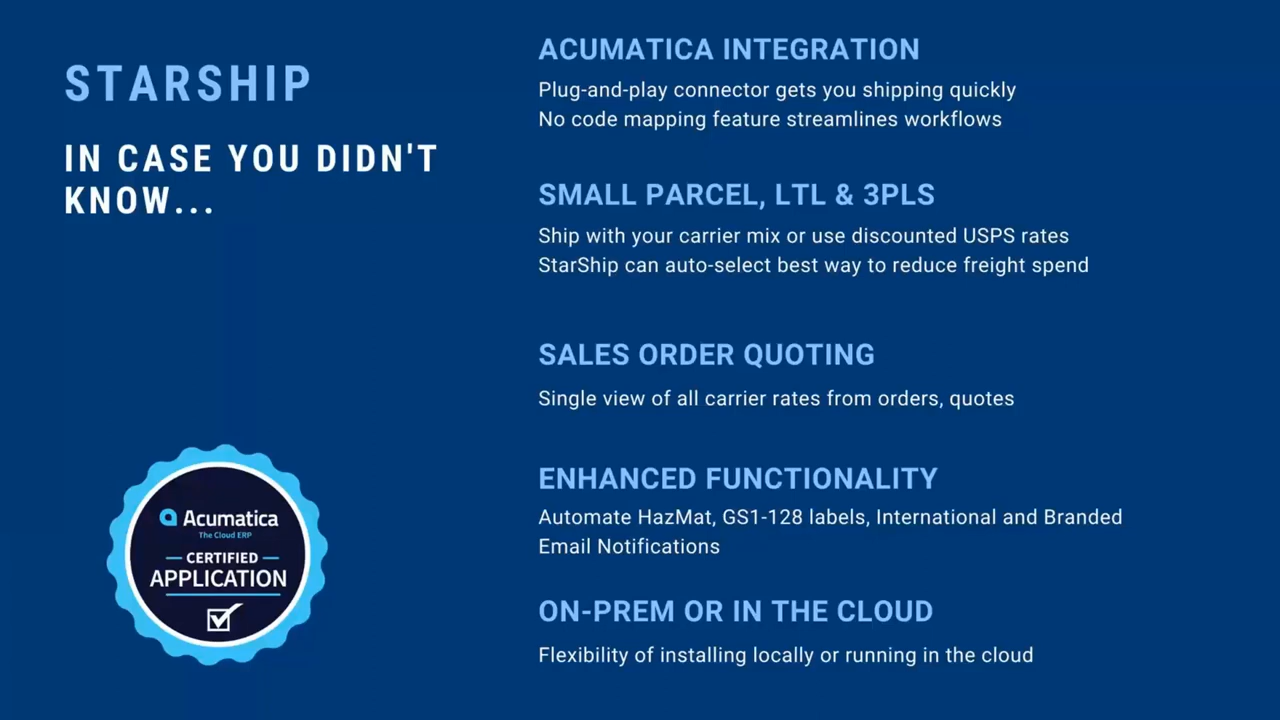 STARSHIP
IN CASE YOU DIDN'T
KNOW...
ACUMATICA INTEGRATION
Plug-and-play connector gets you shipping quickly
No code mapping feature streamlines workflows
SMALL PARCEL, LTL & 3PLS
Ship with your carrier mix or use discounted USPS rates
StarShip can auto-select best way to reduce freight spend
SALES ORDER QUOTING
Single view of all carrier rates from orders, quotes
ENHANCED FUNCTIONALITY
Automate HazMat, GS1-128 labels, International and Branded
Email Notifications
ON-PREM OR IN THE CLOUD
Flexibility of installing locally or running in the cloud
Acumatica
The Cloud ERP
CERTIFIED
APPLICATION